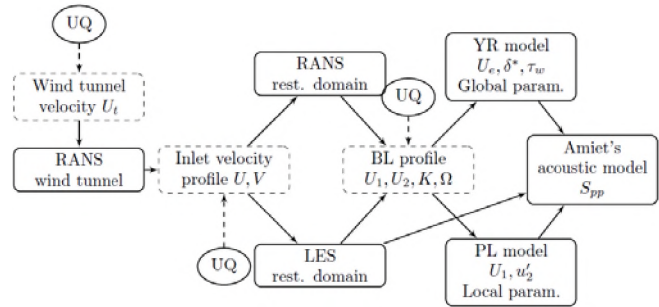 UQ
Wind tunnel
velocity U_t
RANS
wind tunnel
Inlet velocity
profile U, V
UQ
RANS
rest. domain
UQ
LES
rest. domain
BL profile
U_1, U_2, K, Ω
YR model
U_e, δ*, τ_w
Global param.
PL model
U_1, u'_2
Local param.
Amiet's
acoustic model
S_pp